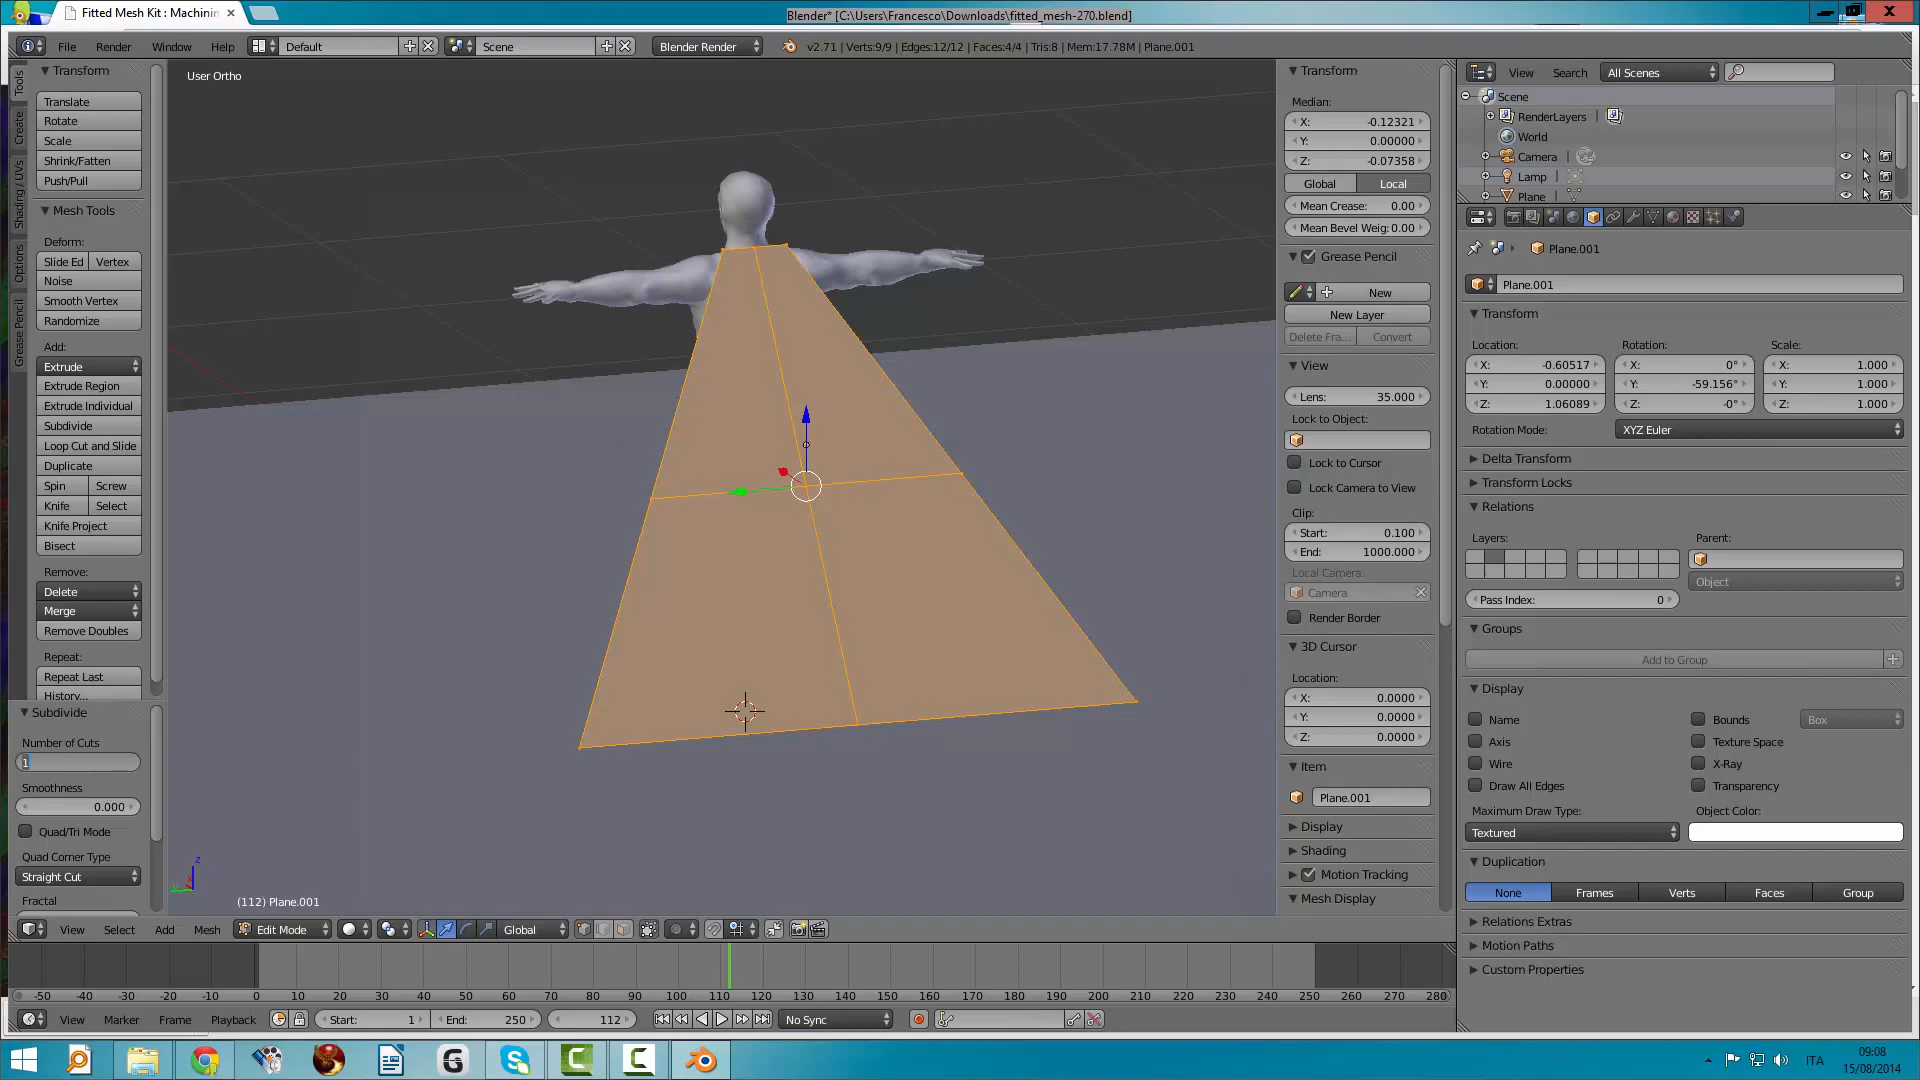 Fitted Mesh Kit : Machinin
Blender* [C:\Users\Francesco\Downloads\fitted_mesh-270.blend]
File Render Window Help Default Scene Blender Render v2.71 | Verts:9/9 | Edges:12/12 | Faces:4/4 | Tris:8 | Mem:17.78M | Plane.001
Tools
Create
Shading / UVs
Options
Grease Pencil
Transform
Translate
Rotate
Scale
Shrink/Fatten
Push/Pull
Mesh Tools
Deform:
Slide Ed Vertex
Noise
Smooth Vertex
Randomize
Add:
Extrude
Extrude Region
Extrude Individual
Subdivide
Loop Cut and Slide
Duplicate
Spin Screw
Knife Select
Knife Project
Bisect
Remove:
Delete
Merge
Remove Doubles
Repeat:
Repeat Last
History...
Subdivide
Number of Cuts
1
Smoothness
0.000
Quad/Tri Mode
Quad Corner Type
Straight Cut
Fractal
User Ortho
z
(112) Plane.001
Transform
Median:
X: -0.12321
Y: 0.00000
Z: -0.07358
Global Local
Mean Crease: 0.00
Mean Bevel Weig: 0.00
Grease Pencil
New
New Layer
Delete Fra... Convert
View
Lens: 35.000
Lock to Object:
Lock to Cursor
Lock Camera to View
Clip:
Start: 0.100
End: 1000.000
Local Camera:
Camera
Render Border
3D Cursor
Location:
X: 0.0000
Y: 0.0000
Z: 0.0000
Item
Plane.001
Display
Shading
Motion Tracking
Mesh Display
View Search All Scenes
Scene
RenderLayers
World
Camera
Lamp
Plane
Plane.001
Plane.001
Transform
Location: Rotation: Scale:
X: -0.60517 X: 0° X: 1.000
Y: 0.00000 Y: -59.156° Y: 1.000
Z: 1.06089 Z: -0° Z: 1.000
Rotation Mode: XYZ Euler
Delta Transform
Transform Locks
Relations
Layers: Parent:
Object
Pass Index: 0
Groups
Add to Group
Display
Name Bounds Box
Axis Texture Space
Wire X-Ray
Draw All Edges Transparency
Maximum Draw Type: Object Color:
Textured
Duplication
None Frames Verts Faces Group
Relations Extras
Motion Paths
Custom Properties
View Select Add Mesh Edit Mode Global
-50 -40 -30 -20 -10 0 10 20 30 40 50 60 70 80 90 100 110 120 130 140 150 160 170 180 190 200 210 220 230 240 250 260 270 280
View Marker Frame Playback Start: 1 End: 250 112 No Sync
ITA
09:08
15/08/2014